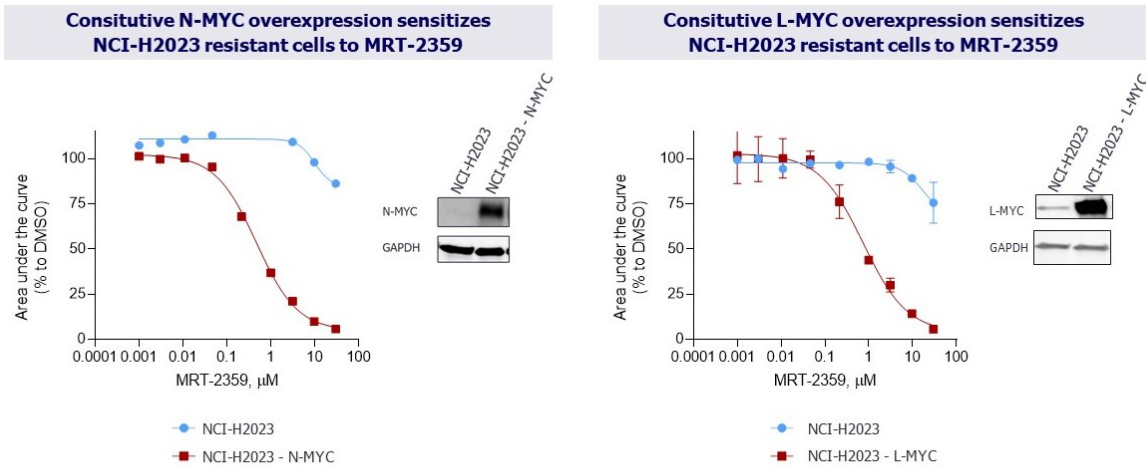 Consitutive N-MYC overexpression sensitizes
NCI-H2023 resistant cells to MRT-2359
NCI-H2023
NCI-H2023 - N-MYC
Area under the curve
(% to DMSO)
100
75
50
25
0
0.0001 0.001 0.01 0.1 1 10 100
MRT-2359, µM
N-MYC
GAPDH
NCI-H2023
NCI-H2023 - N-MYC
Consitutive L-MYC overexpression sensitizes
NCI-H2023 resistant cells to MRT-2359
NCI-H2023
NCI-H2023 - L-MYC
Area under the curve
(% to DMSO)
100
75
50
25
0
0.0001 0.001 0.01 0.1 1 10 100
MRT-2359, µM
L-MYC
GAPDH
NCI-H2023
NCI-H2023 - L-MYC